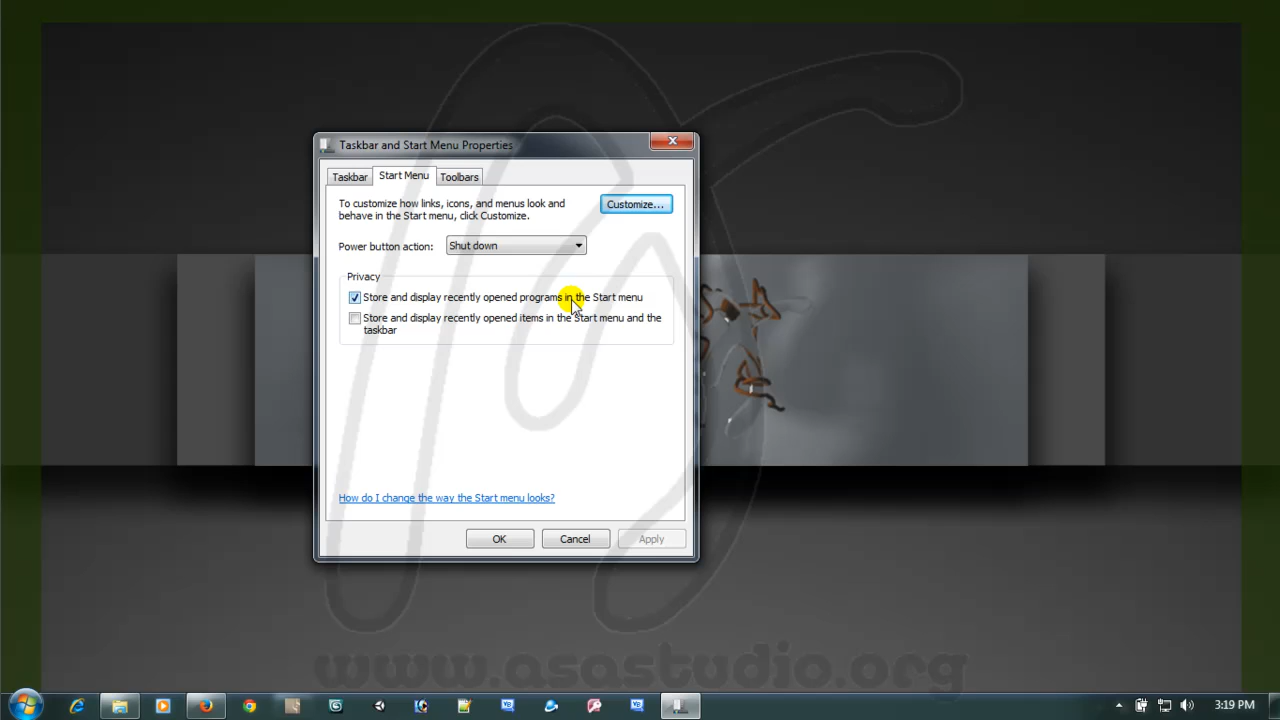 Taskbar and Start Menu Properties
Taskbar
Start Menu
Toolbars
To customize how links, icons, and menus look and
behave in the Start menu, click Customize.
Customize...
Power button action:
Shut down
Privacy
Store and display recently opened programs in the Start menu
Store and display recently opened items in the Start menu and the
taskbar
How do I change the way the Start menu looks?
OK
Cancel
Apply
www.asastudio.org
3:19 PM